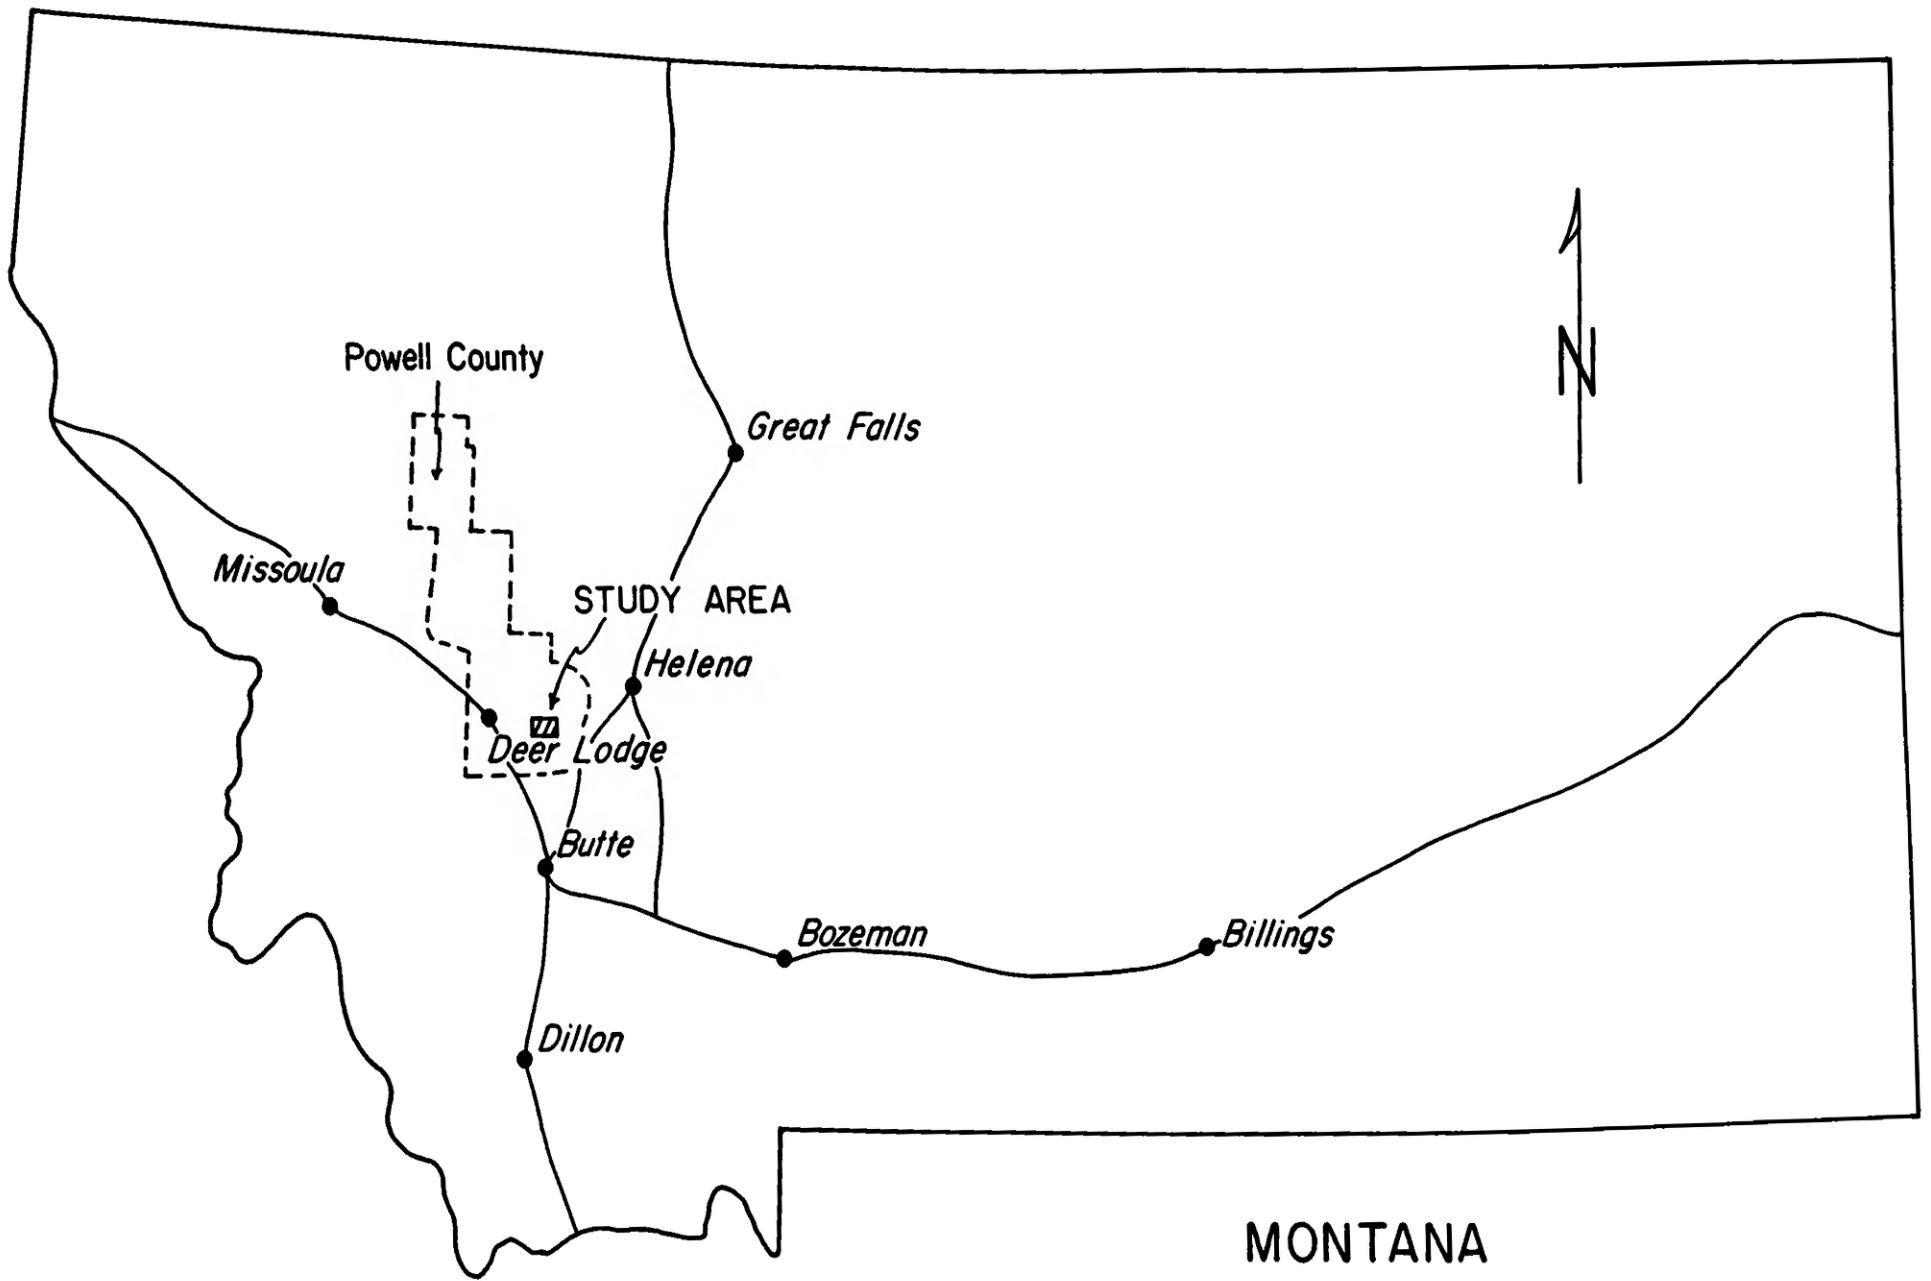 N
Powell County
Great Falls
Missoula
STUDY AREA
Helena
Deer Lodge
Butte
Bozeman
Billings
Dillon
MONTANA